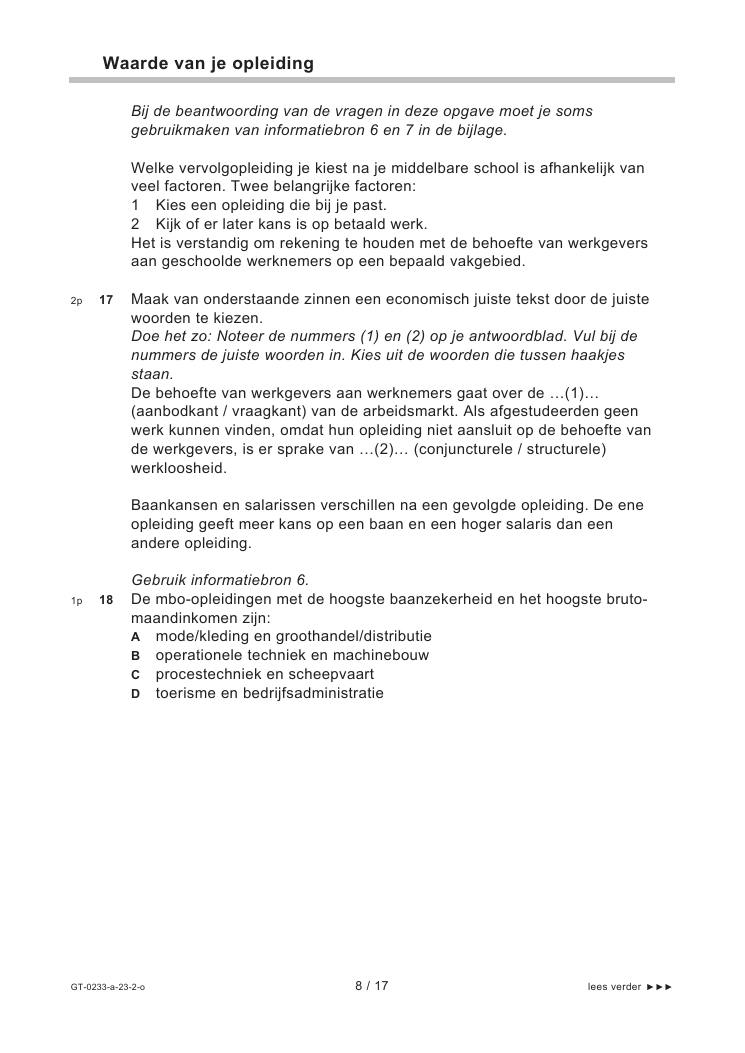 Waarde van je opleiding
Bij de beantwoording van de vragen in deze opgave moet je soms
gebruikmaken van informatiebron 6 en 7 in de bijlage.
Welke vervolgopleiding je kiest na je middelbare school is afhankelijk van
veel factoren. Twee belangrijke factoren:
1 Kies een opleiding die bij je past.
2 Kijk of er later kans is op betaald werk.
Het is verstandig om rekening te houden met de behoefte van werkgevers
aan geschoolde werknemers op een bepaald vakgebied.
2p 17 Maak van onderstaande zinnen een economisch juiste tekst door de juiste
woorden te kiezen.
Doe het zo: Noteer de nummers (1) en (2) op je antwoordblad. Vul bij de
nummers de juiste woorden in. Kies uit de woorden die tussen haakjes
staan.
De behoefte van werkgevers aan werknemers gaat over de …(1)…
(aanbodkant / vraagkant) van de arbeidsmarkt. Als afgestudeerden geen
werk kunnen vinden, omdat hun opleiding niet aansluit op de behoefte van
de werkgevers, is er sprake van …(2)… (conjuncturele / structurele)
werkloosheid.
Baankansen en salarissen verschillen na een gevolgde opleiding. De ene
opleiding geeft meer kans op een baan en een hoger salaris dan een
andere opleiding.
Gebruik informatiebron 6.
1p 18 De mbo-opleidingen met de hoogste baanzekerheid en het hoogste bruto-
maandinkomen zijn:
A mode/kleding en groothandel/distributie
B operationele techniek en machinebouw
C procestechniek en scheepvaart
D toerisme en bedrijfsadministratie
GT-0233-a-23-2-o 8 / 17 lees verder ►►►